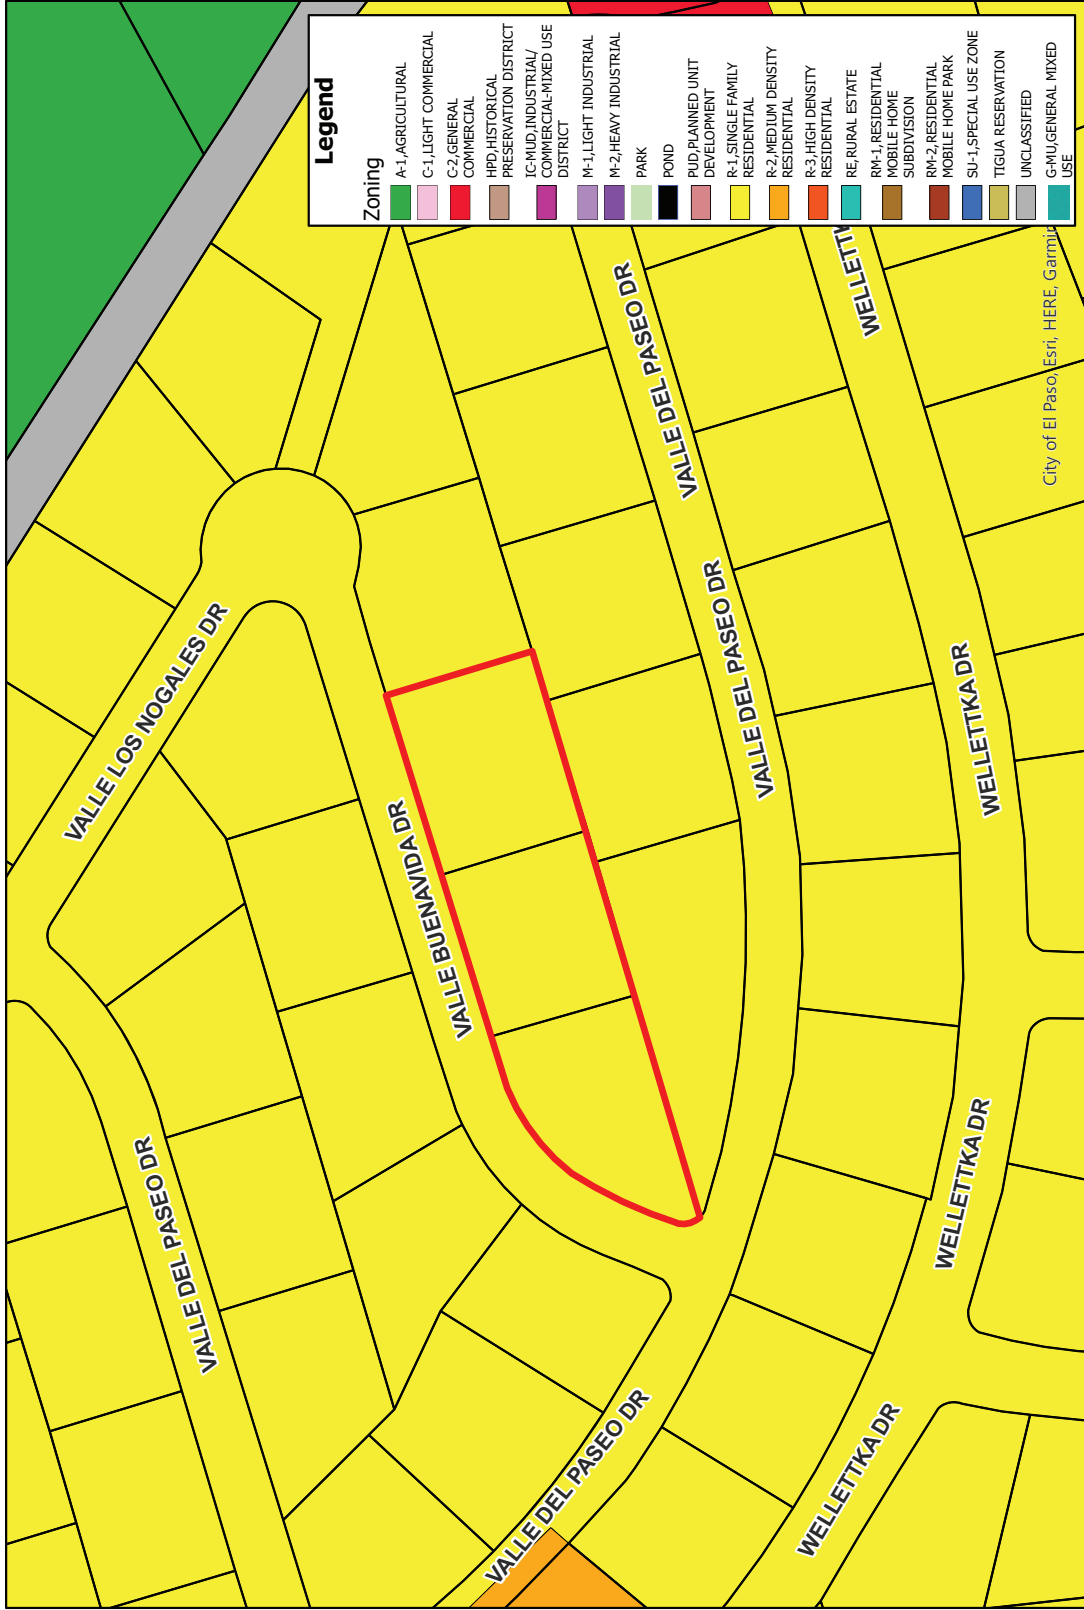 Legend
Zoning
A-1,AGRICULTURAL
C-1,LIGHT COMMERCIAL
C-2,GENERAL
COMMERCIAL
HPD,HISTORICAL
PRESERVATION DISTRICT
IC-MUD,INDUSTRIAL/
COMMERCIAL-MIXED USE
DISTRICT
M-1,LIGHT INDUSTRIAL
M-2,HEAVY INDUSTRIAL
PARK
POND
PUD,PLANNED UNIT
DEVELOPMENT
R-1,SINGLE FAMILY
RESIDENTIAL
R-2,MEDIUM DENSITY
RESIDENTIAL
R-3,HIGH DENSITY
RESIDENTIAL
RE,RURAL ESTATE
RM-1,RESIDENTIAL
MOBILE HOME
SUBDIVISION
RM-2,RESIDENTIAL
MOBILE HOME PARK
SU-1,SPECIAL USE ZONE
TIGUA RESERVATION
UNCLASSIFIED
G-MU,GENERAL MIXED
USE
VALLE LOS NOGALES DR
VALLE DEL PASEO DR
VALLE BUENAVIDA DR
VALLE DEL PASEO DR
VALLE DEL PASEO DR
VALLE DEL PASEO DR
WELLETTKA DR
WELLETTKA DR
WELLETTKA DR
WELLETTK
City of El Paso, Esri, HERE, Garmin